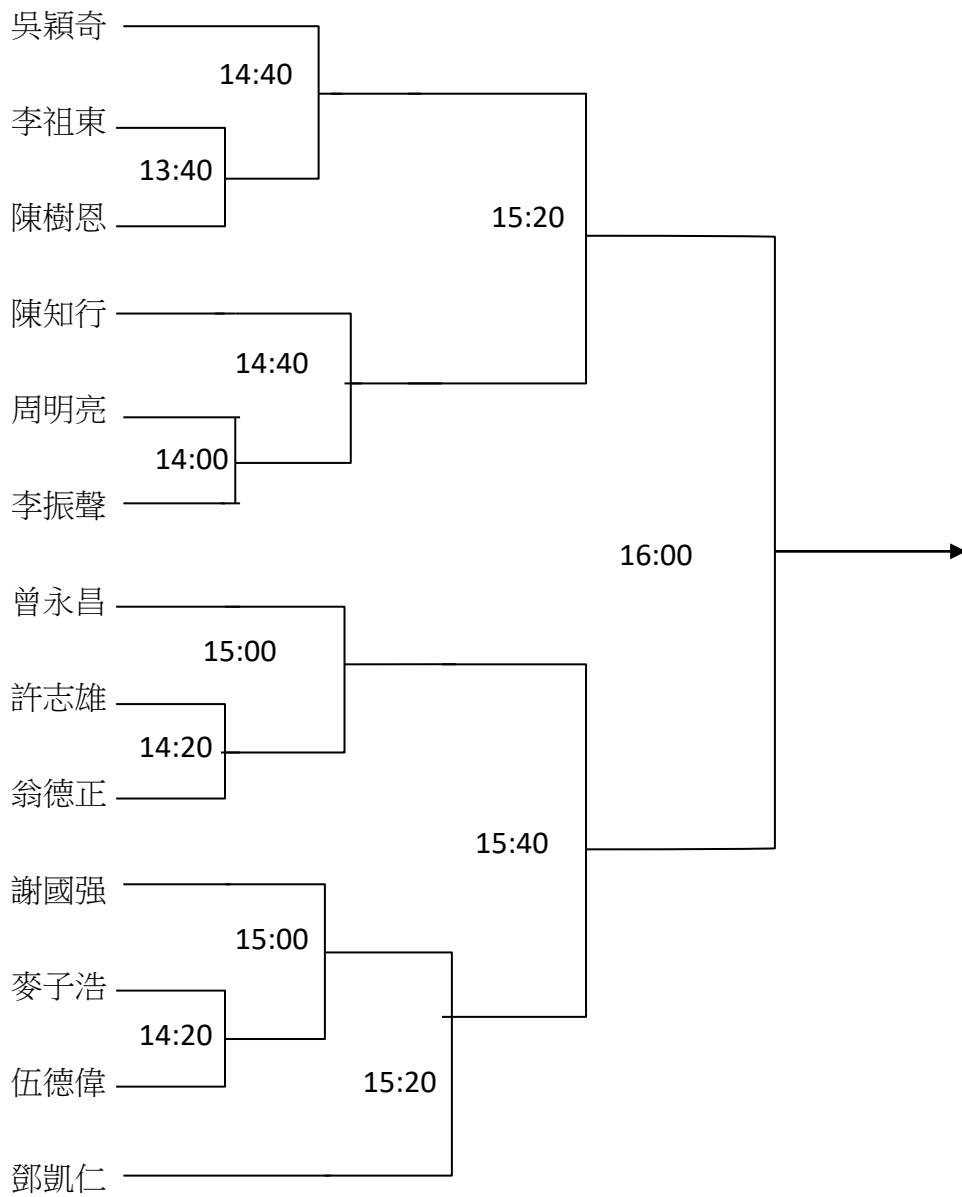 吳穎奇
14:40
李祖東
13:40
陳樹恩
15:20
陳知行
14:40
周明亮
14:00
李振聲
16:00
曾永昌
15:00
許志雄
14:20
翁德正
15:40
謝國强
15:00
麥子浩
14:20
伍德偉
15:20
鄧凱仁